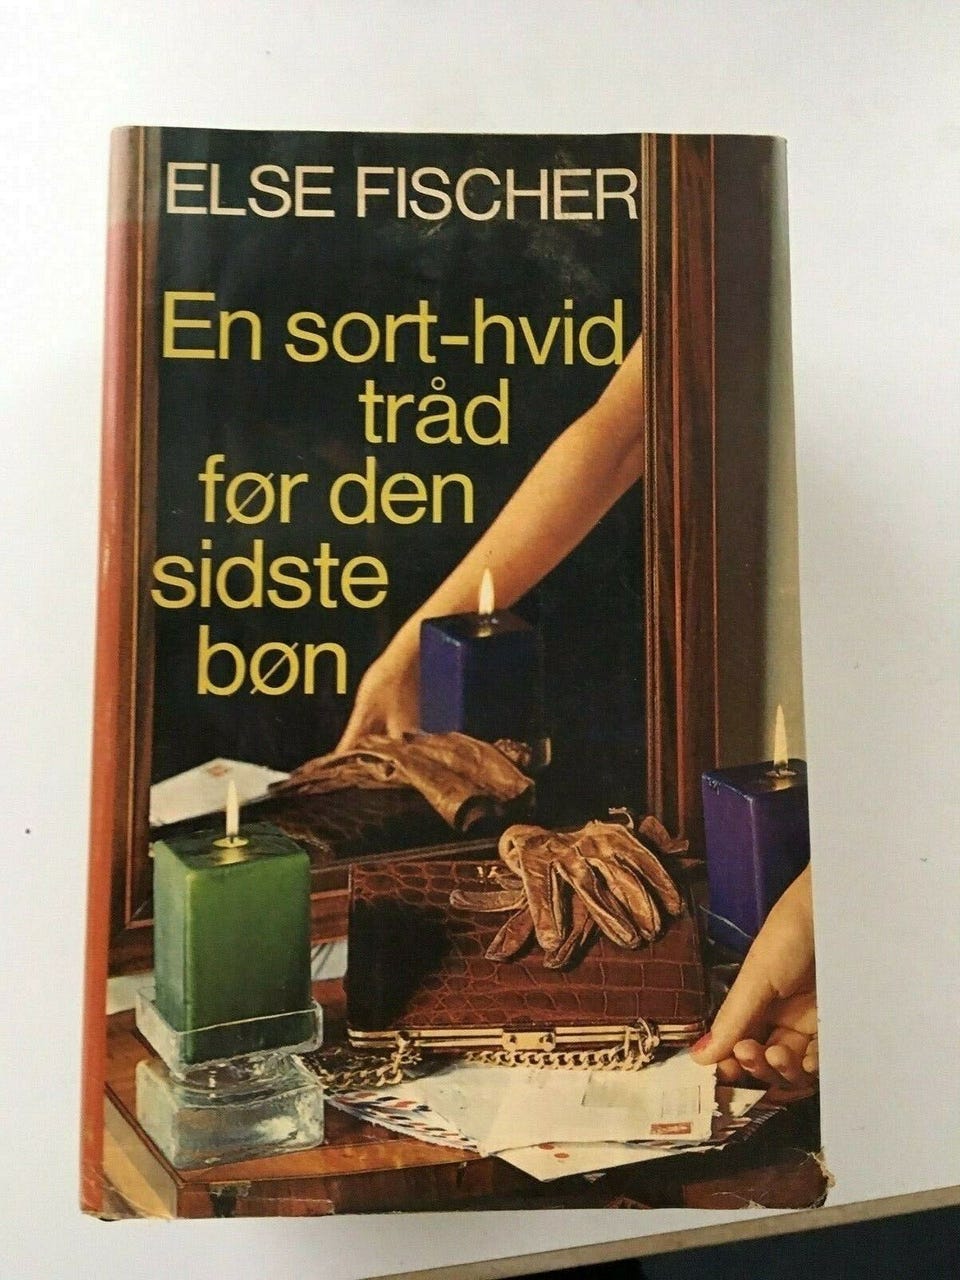 ELSE FISCHER
En sort-hvid
tråd
før den
sidste
bøn